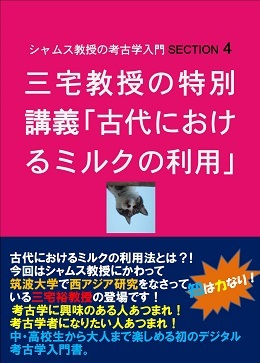 シャムス教授の考古学入門 SECTION 4
三宅教授の特別
講義「古代におけ
るミルクの利用」
古代におけるミルクの利用法とは?!
今回はシャムス教授にかわって
筑波大学で西アジア研究をなさって
いる三宅裕教授の登場です!
考古学に興味のある人あつまれ!
考古学者になりたい人あつまれ!
中・高校生から大人まで楽しめる初のデジタル
考古学入門書。
知は力なり!